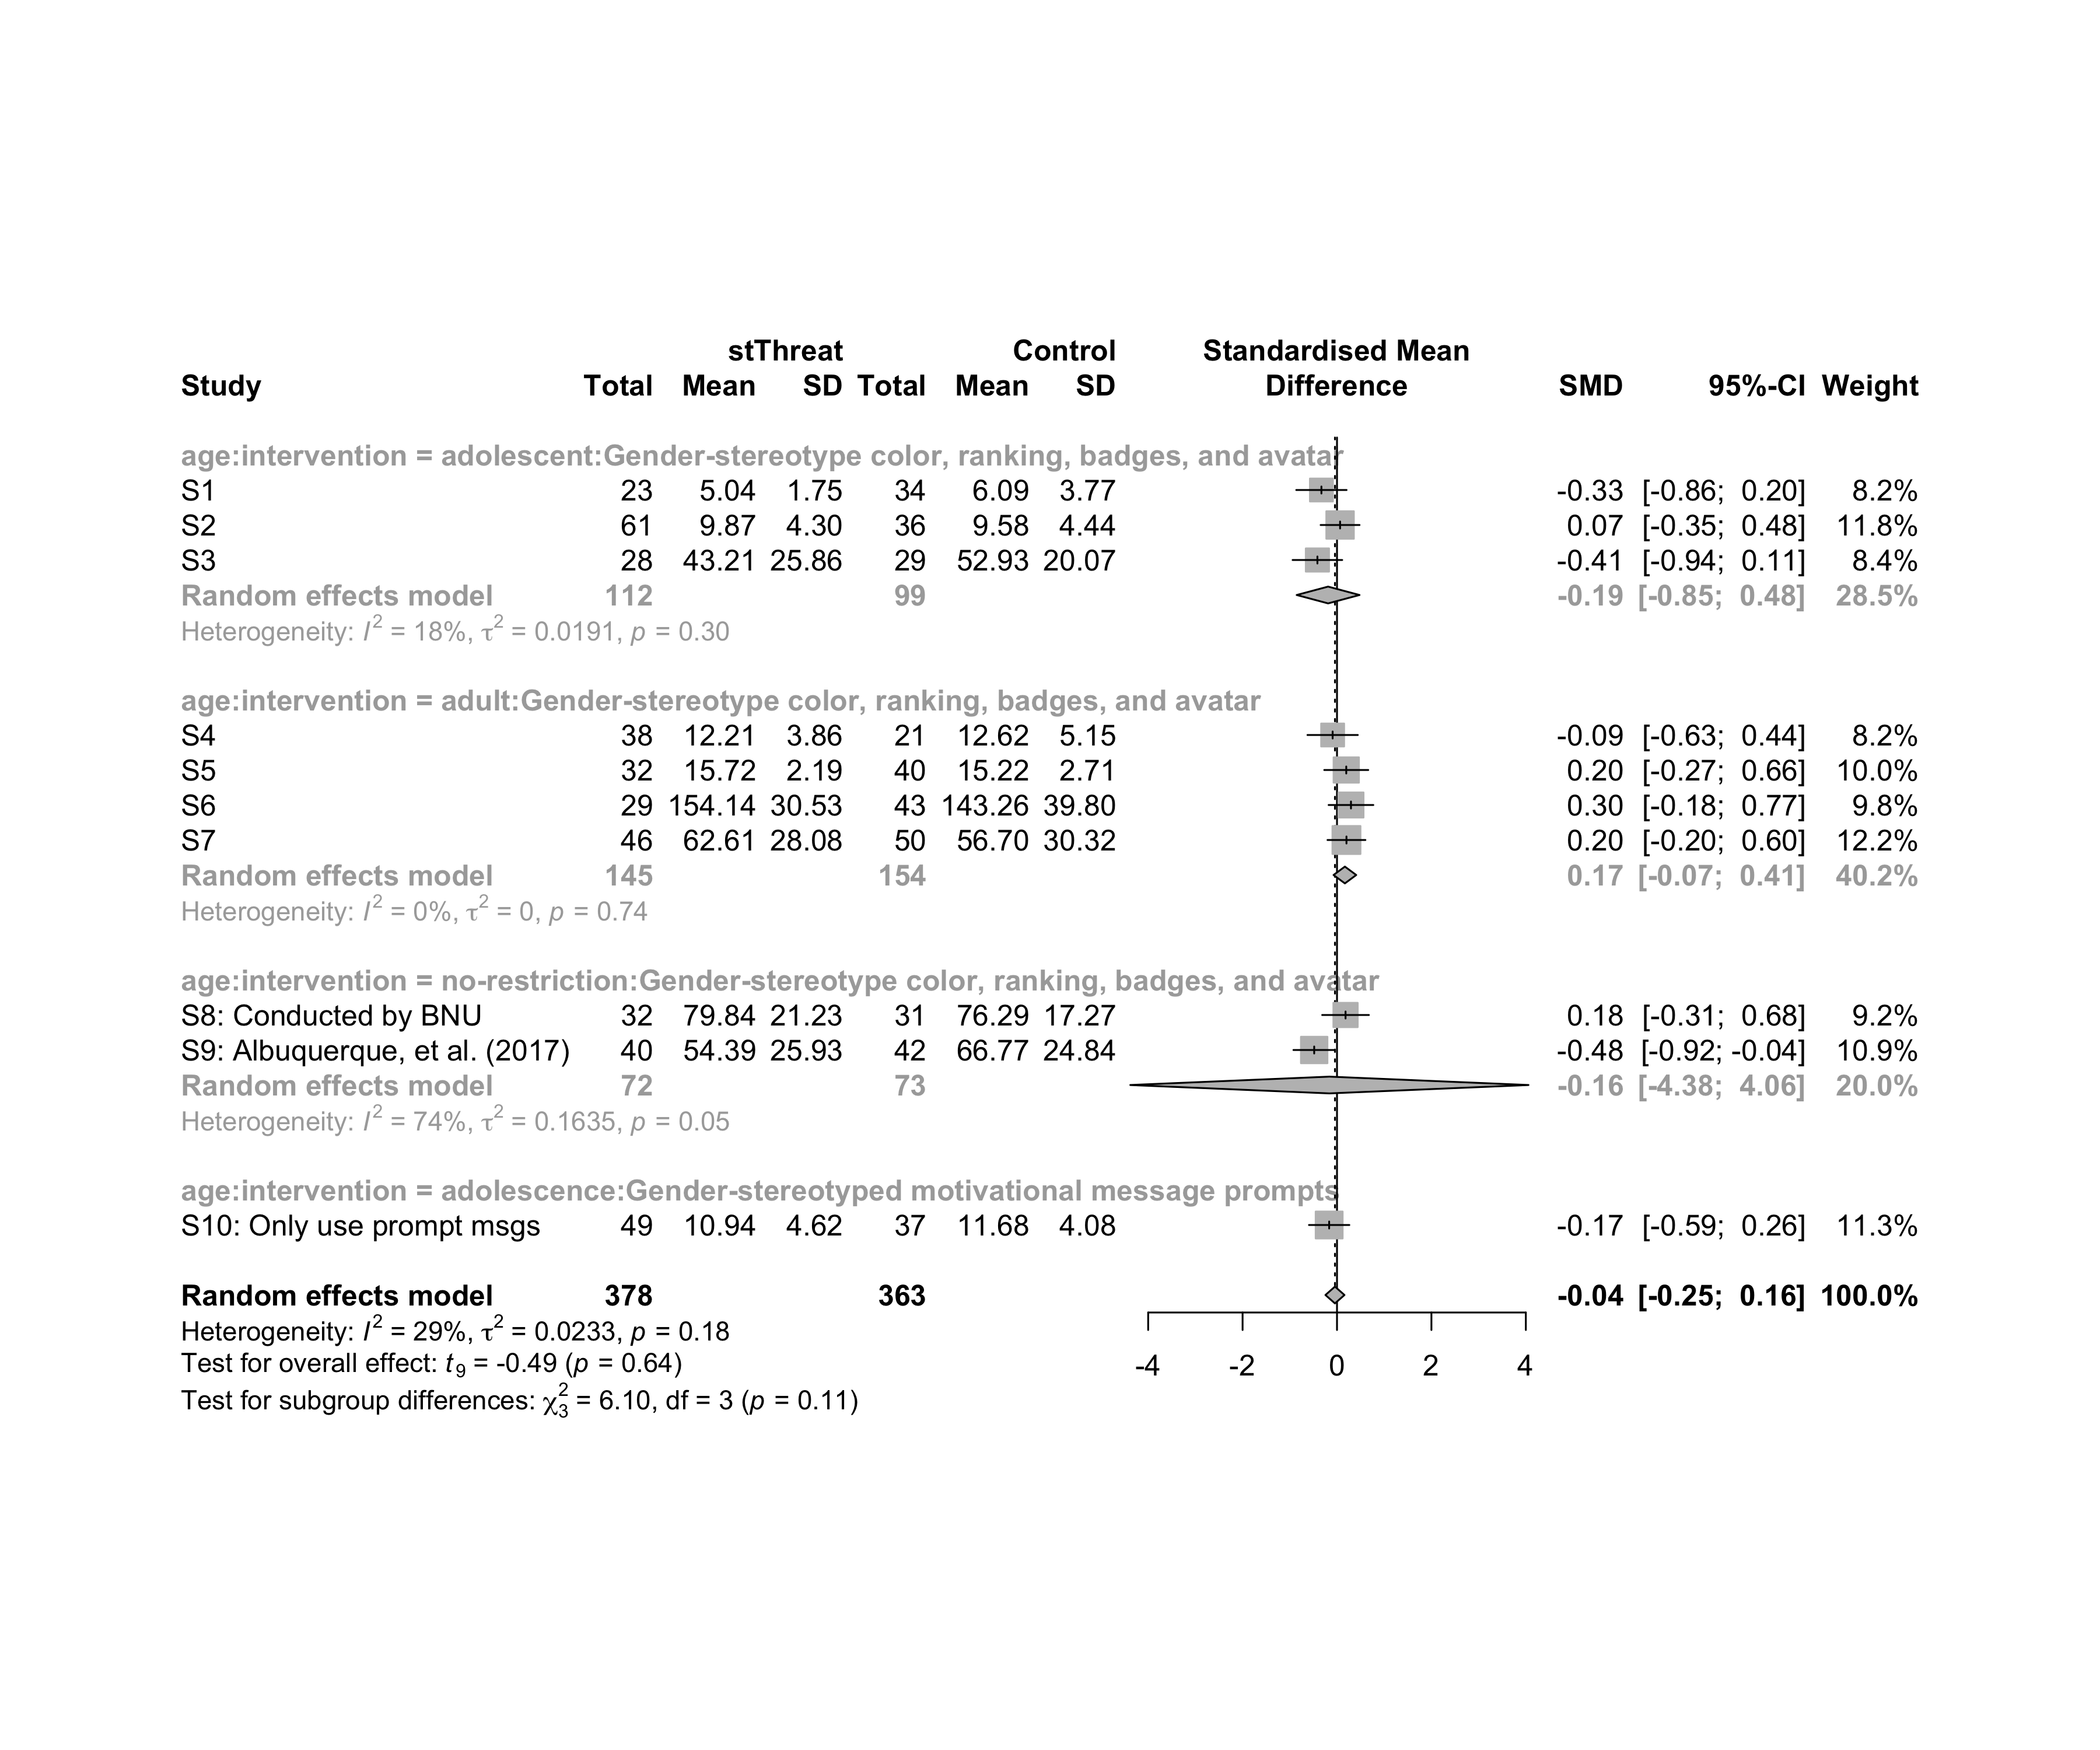 stThreat Control Standardised Mean
Study Total Mean SD Total Mean SD Difference SMD 95%-CI Weight
age:intervention = adolescent:Gender-stereotype color, ranking, badges, and avatar
S1 23 5.04 1.75 34 6.09 3.77 -0.33 [-0.86; 0.20] 8.2%
S2 61 9.87 4.30 36 9.58 4.44 0.07 [-0.35; 0.48] 11.8%
S3 28 43.21 25.86 29 52.93 20.07 -0.41 [-0.94; 0.11] 8.4%
Random effects model 112 99 -0.19 [-0.85; 0.48] 28.5%
Heterogeneity: I² = 18%, τ² = 0.0191, p = 0.30
age:intervention = adult:Gender-stereotype color, ranking, badges, and avatar
S4 38 12.21 3.86 21 12.62 5.15 -0.09 [-0.63; 0.44] 8.2%
S5 32 15.72 2.19 40 15.22 2.71 0.20 [-0.27; 0.66] 10.0%
S6 29 154.14 30.53 43 143.26 39.80 0.30 [-0.18; 0.77] 9.8%
S7 46 62.61 28.08 50 56.70 30.32 0.20 [-0.20; 0.60] 12.2%
Random effects model 145 154 0.17 [-0.07; 0.41] 40.2%
Heterogeneity: I² = 0%, τ² = 0, p = 0.74
age:intervention = no-restriction:Gender-stereotype color, ranking, badges, and avatar
S8: Conducted by BNU 32 79.84 21.23 31 76.29 17.27 0.18 [-0.31; 0.68] 9.2%
S9: Albuquerque, et al. (2017) 40 54.39 25.93 42 66.77 24.84 -0.48 [-0.92; -0.04] 10.9%
Random effects model 72 73 -0.16 [-4.38; 4.06] 20.0%
Heterogeneity: I² = 74%, τ² = 0.1635, p = 0.05
age:intervention = adolescence:Gender-stereotyped motivational message prompts
S10: Only use prompt msgs 49 10.94 4.62 37 11.68 4.08 -0.17 [-0.59; 0.26] 11.3%
Random effects model 378 363 -0.04 [-0.25; 0.16] 100.0%
Heterogeneity: I² = 29%, τ² = 0.0233, p = 0.18
Test for overall effect: t₉ = -0.49 (p = 0.64)
-4 -2 0 2 4
Test for subgroup differences: χ²₃ = 6.10, df = 3 (p = 0.11)